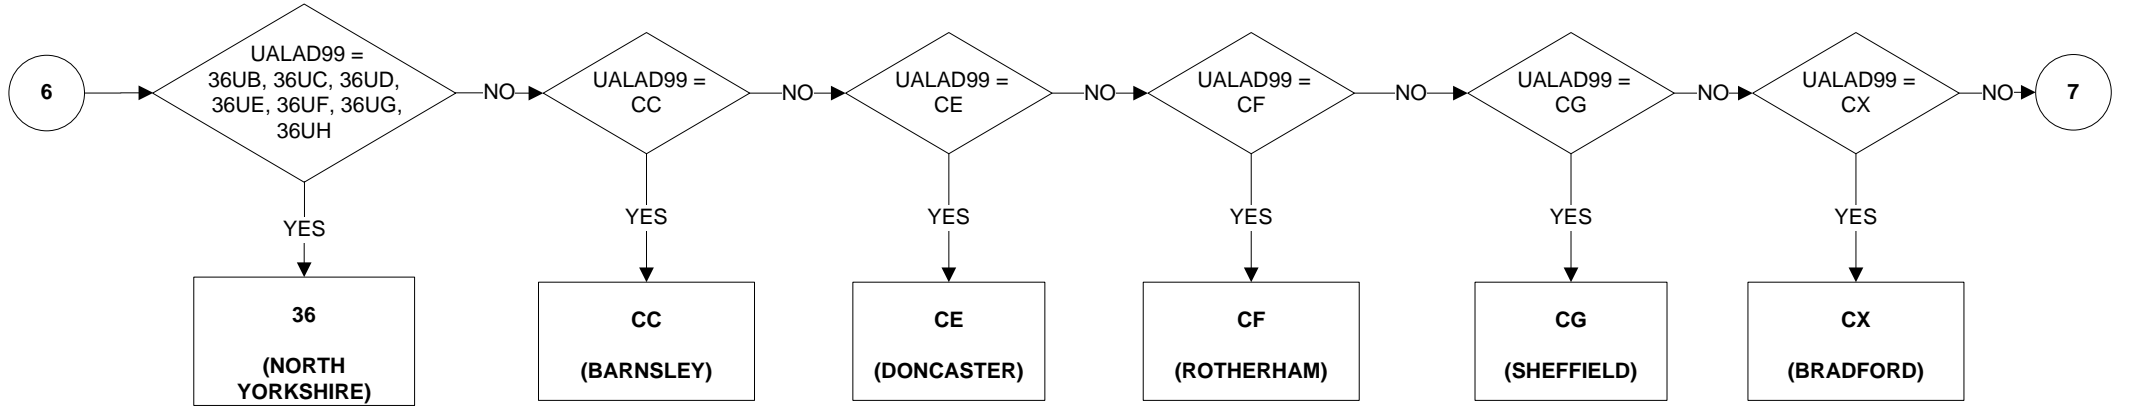 6
UALAD99 =
36UB, 36UC, 36UD,
36UE, 36UF, 36UG,
36UH
NO
UALAD99 =
CC
NO
UALAD99 =
CE
NO
UALAD99 =
CF
NO
UALAD99 =
CG
NO
UALAD99 =
CX
NO
7
YES
YES
YES
YES
YES
YES
36
(NORTH
YORKSHIRE)
CC
(BARNSLEY)
CE
(DONCASTER)
CF
(ROTHERHAM)
CG
(SHEFFIELD)
CX
(BRADFORD)